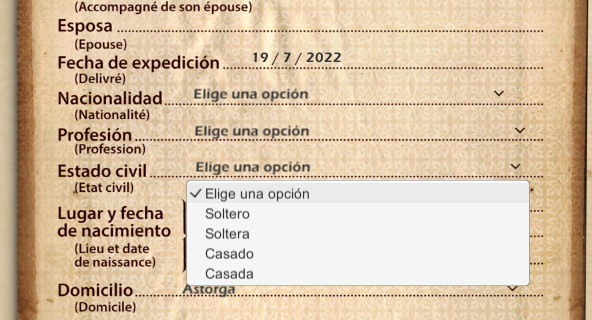 (Accompagné de son épouse)
Esposa
(Epouse)
Fecha de expedición 19 / 7 / 2022
(Delivré)
Nacionalidad Elige una opción
(Nationalité)
Profesión Elige una opción
(Profession)
Estado civil Elige una opción
(Etat civil)
✓ Elige una opción
Soltero
Soltera
Casado
Casada
Lugar y fecha
de nacimiento
(Lieu et date
de naissance)
Domicilio Astorga
(Domicile)